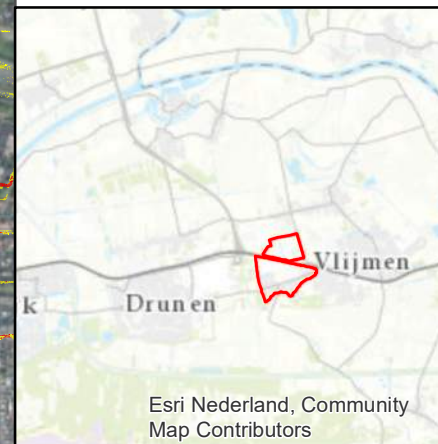 Vlijmen
k
Drunen
Esri Nederland, Community
Map Contributors